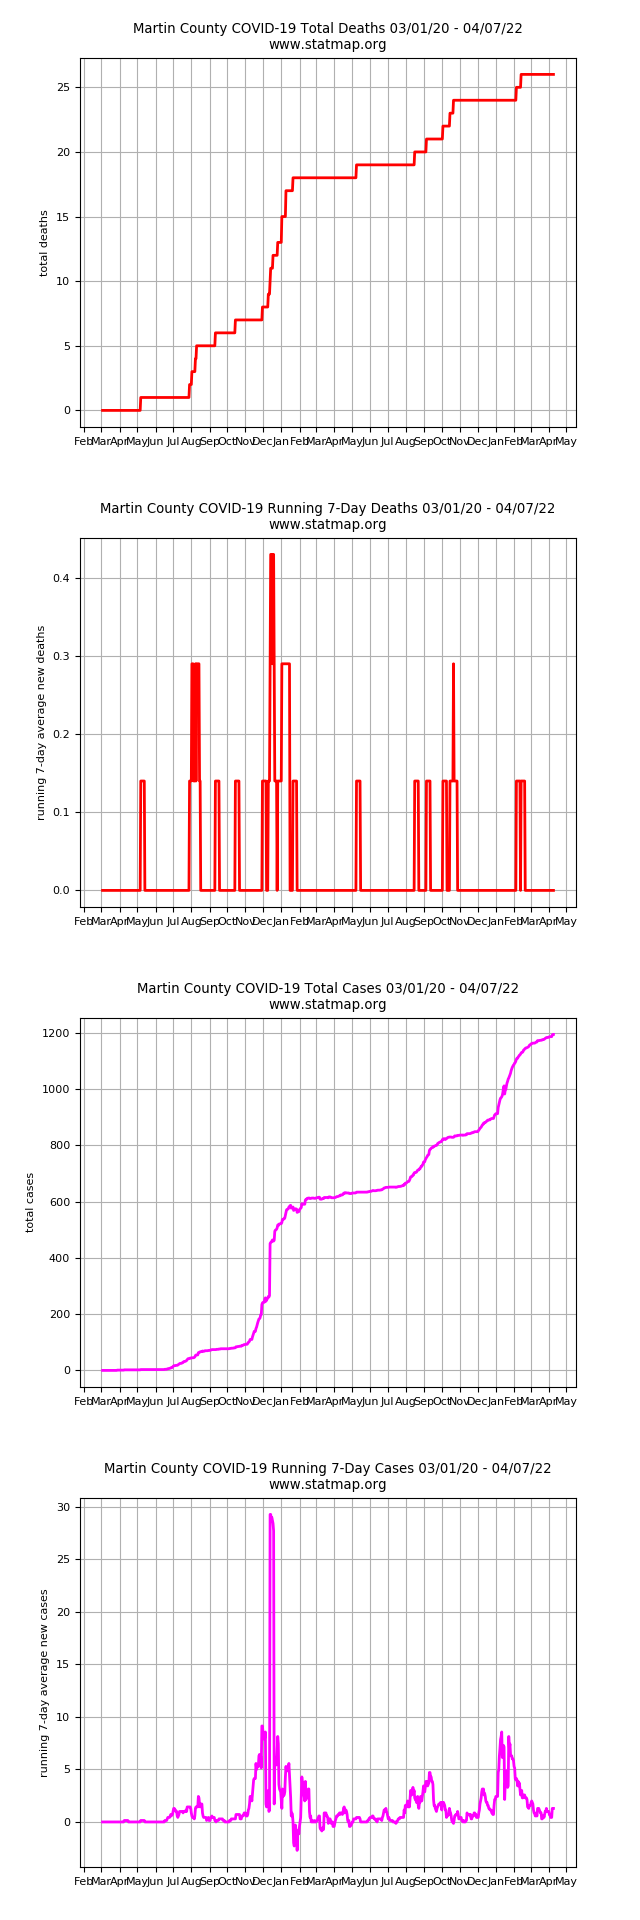 Martin County COVID-19 Total Deaths 03/01/20 - 04/07/22
www.statmap.org
25
20
15
10
5
0
total deaths
Feb Mar Apr May Jun Jul Aug Sep Oct Nov Dec Jan Feb Mar Apr May Jun Jul Aug Sep Oct Nov Dec Jan Feb Mar Apr May
Martin County COVID-19 Running 7-Day Deaths 03/01/20 - 04/07/22
www.statmap.org
0.4
0.3
0.2
0.1
0.0
running 7-day average new deaths
Feb Mar Apr May Jun Jul Aug Sep Oct Nov Dec Jan Feb Mar Apr May Jun Jul Aug Sep Oct Nov Dec Jan Feb Mar Apr May
Martin County COVID-19 Total Cases 03/01/20 - 04/07/22
www.statmap.org
1200
1000
800
600
400
200
0
total cases
Feb Mar Apr May Jun Jul Aug Sep Oct Nov Dec Jan Feb Mar Apr May Jun Jul Aug Sep Oct Nov Dec Jan Feb Mar Apr May
Martin County COVID-19 Running 7-Day Cases 03/01/20 - 04/07/22
www.statmap.org
30
25
20
15
10
5
0
running 7-day average new cases
Feb Mar Apr May Jun Jul Aug Sep Oct Nov Dec Jan Feb Mar Apr May Jun Jul Aug Sep Oct Nov Dec Jan Feb Mar Apr May